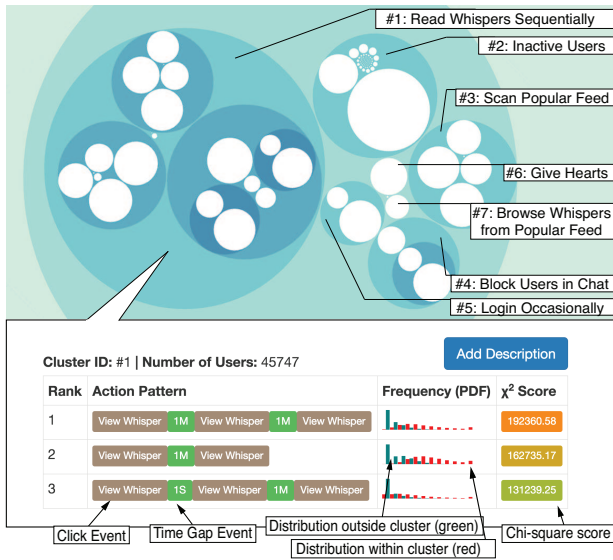 #1: Read Whispers Sequentially
#2: Inactive Users
#3: Scan Popular Feed
#6: Give Hearts
#7: Browse Whispers
from Popular Feed
#4: Block Users in Chat
#5: Login Occasionally
Cluster ID: #1 | Number of Users: 45747
Add Description
Rank Action Pattern Frequency (PDF) χ² Score
1 View Whisper 1M View Whisper 1M View Whisper 192360.58
2 View Whisper 1M View Whisper 162735.17
3 View Whisper 1S View Whisper 1M View Whisper 131239.25
Click Event Time Gap Event Distribution outside cluster (green) Chi-square score
Distribution within cluster (red)